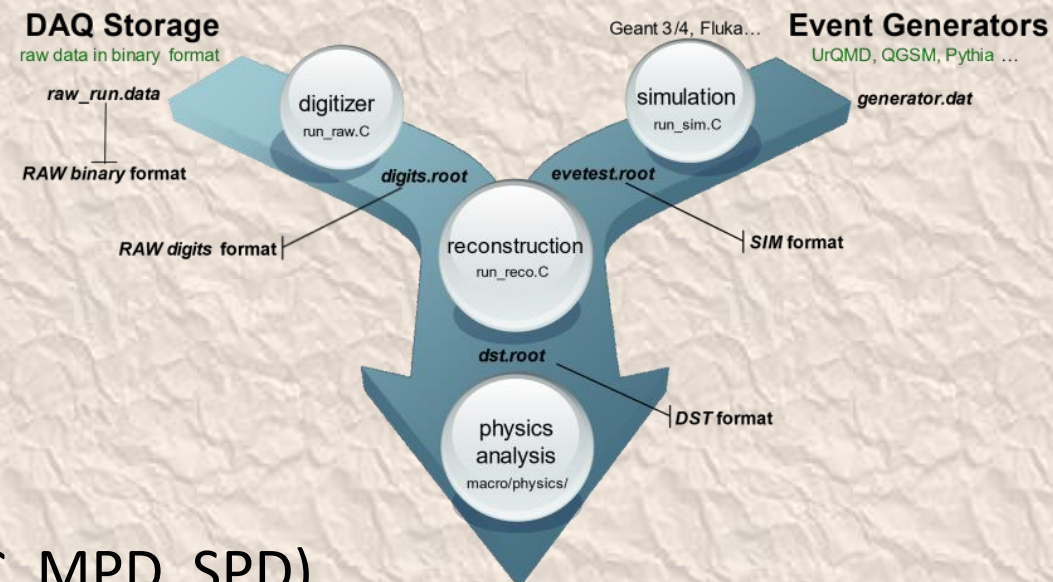 DAQ Storage
raw data in binary format
raw_run.data
RAW binary format
digitizer
run_raw.C
digits.root
RAW digits format
Geant 3/4, Fluka…
Event Generators
UrQMD, QGSM, Pythia …
generator.dat
simulation
run_sim.C
evetest.root
SIM format
reconstruction
run_reco.C
dst.root
DST format
physics
analysis
macro/physics/
MPD, SPD)